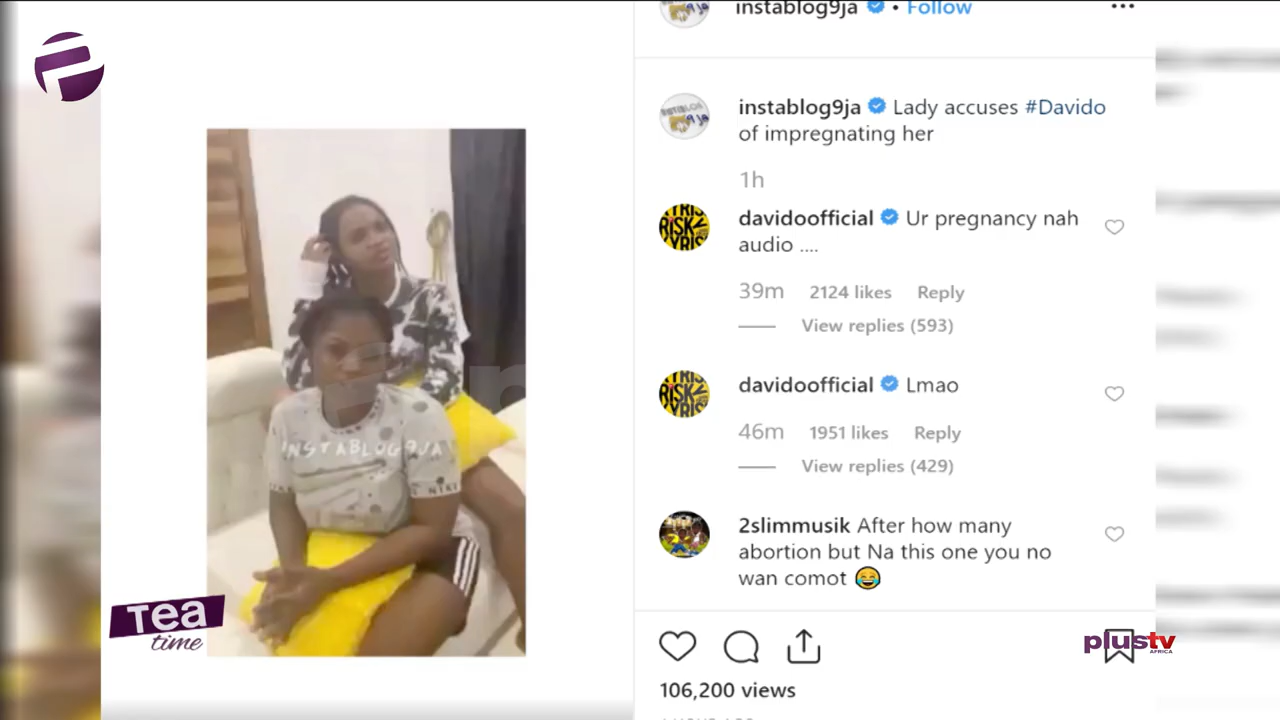 instablog9ja • Follow
instablog9ja Lady accuses #Davido
of impregnating her
1h
davidoofficial Ur pregnancy nah
audio ....
39m 2124 likes Reply
View replies (593)
davidoofficial Lmao
46m 1951 likes Reply
View replies (429)
2slimmusik After how many
abortion but Na this one you no
wan comot 😂
106,200 views
INSTABLOG9JA
Tea
time
plustv
AFRICA